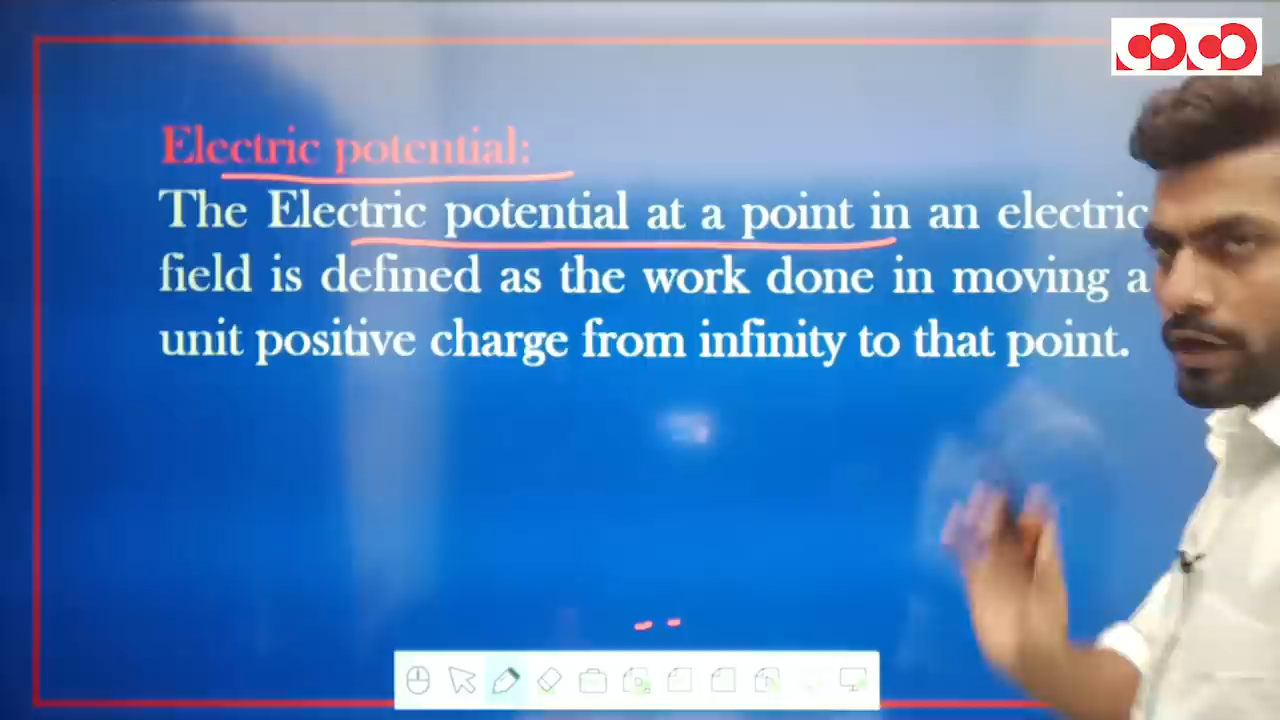 Electric potential:
The Electric potential at a point in an electric
field is defined as the work done in moving a
unit positive charge from infinity to that point.